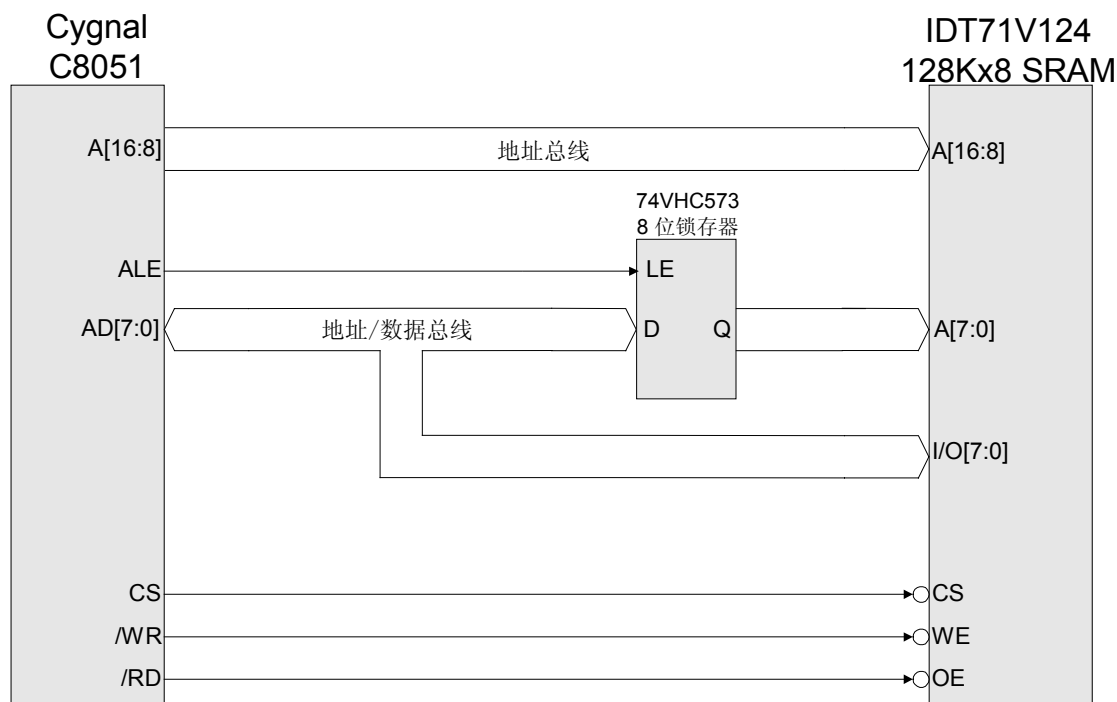 Cygnal
C8051
IDT71V124
128Kx8 SRAM
A[16:8]
地址总线
A[16:8]
74VHC573
8 位锁存器
ALE
LE
AD[7:0]
地址/数据总线
D
Q
A[7:0]
I/O[7:0]
CS
CS
/WR
WE
/RD
OE